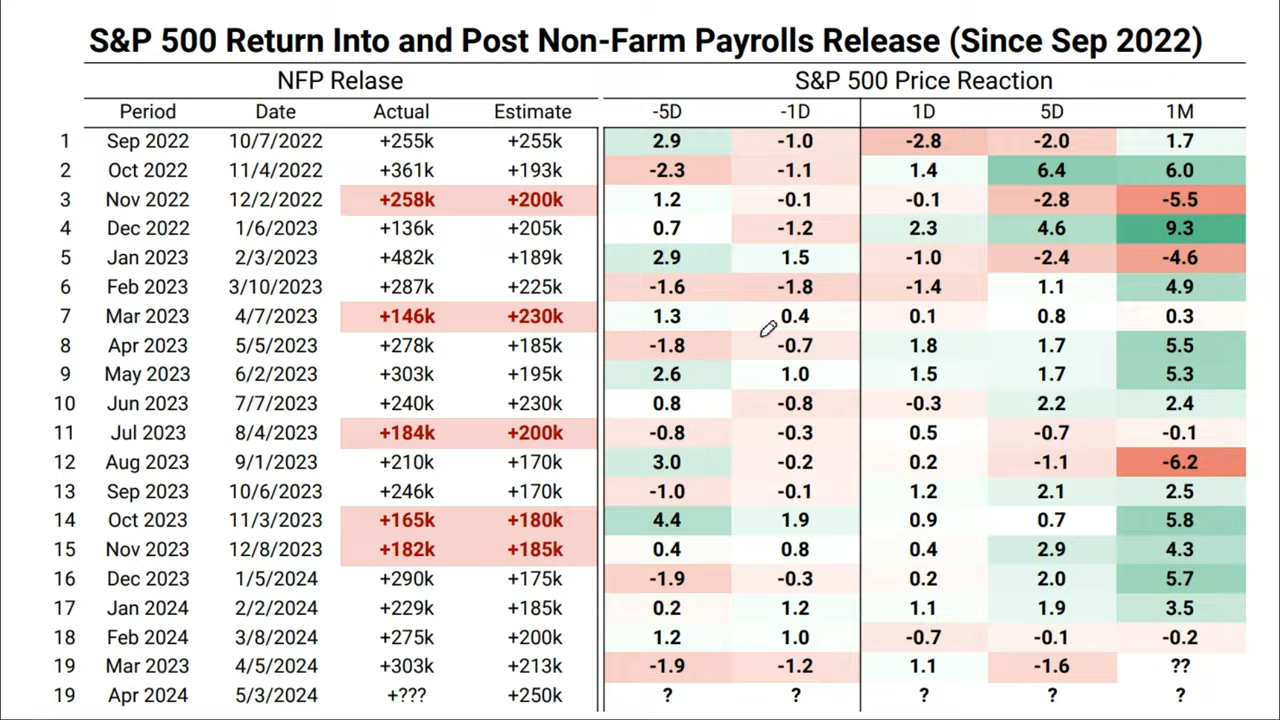 S&P 500 Return Into and Post Non-Farm Payrolls Release (Since Sep 2022)
NFP Relase S&P 500 Price Reaction
Period Date Actual Estimate -5D -1D 1D 5D 1M
1 Sep 2022 10/7/2022 +255k +255k 2.9 -1.0 -2.8 -2.0 1.7
2 Oct 2022 11/4/2022 +361k +193k -2.3 -1.1 1.4 6.4 6.0
3 Nov 2022 12/2/2022 +258k +200k 1.2 -0.1 -0.1 -2.8 -5.5
4 Dec 2022 1/6/2023 +136k +205k 0.7 -1.2 2.3 4.6 9.3
5 Jan 2023 2/3/2023 +482k +189k 2.9 1.5 -1.0 -2.4 -4.6
6 Feb 2023 3/10/2023 +287k +225k -1.6 -1.8 -1.4 1.1 4.9
7 Mar 2023 4/7/2023 +146k +230k 1.3 0.4 0.1 0.8 0.3
8 Apr 2023 5/5/2023 +278k +185k -1.8 -0.7 1.8 1.7 5.5
9 May 2023 6/2/2023 +303k +195k 2.6 1.0 1.5 1.7 5.3
10 Jun 2023 7/7/2023 +240k +230k 0.8 -0.8 -0.3 2.2 2.4
11 Jul 2023 8/4/2023 +184k +200k -0.8 -0.3 0.5 -0.7 -0.1
12 Aug 2023 9/1/2023 +210k +170k 3.0 -0.2 0.2 -1.1 -6.2
13 Sep 2023 10/6/2023 +246k +170k -1.0 -0.1 1.2 2.1 2.5
14 Oct 2023 11/3/2023 +165k +180k 4.4 1.9 0.9 0.7 5.8
15 Nov 2023 12/8/2023 +182k +185k 0.4 0.8 0.4 2.9 4.3
16 Dec 2023 1/5/2024 +290k +175k -1.9 -0.3 0.2 2.0 5.7
17 Jan 2024 2/2/2024 +229k +185k 0.2 1.2 1.1 1.9 3.5
18 Feb 2024 3/8/2024 +275k +200k 1.2 1.0 -0.7 -0.1 -0.2
19 Mar 2023 4/5/2024 +303k +213k -1.9 -1.2 1.1 -1.6 ??
19 Apr 2024 5/3/2024 +??? +250k ? ? ? ? ?